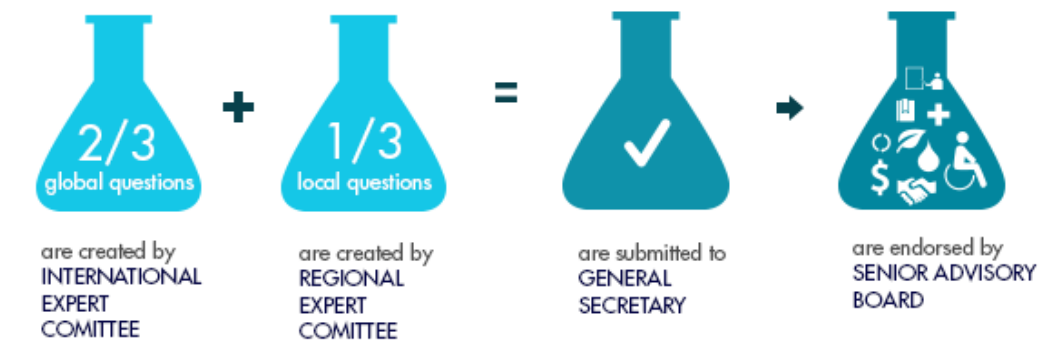 2/3
global questions
are created by
INTERNATIONAL
EXPERT
COMITTEE
+
1/3
local questions
are created by
REGIONAL
EXPERT
COMITTEE
=
are submitted to
GENERAL
SECRETARY
$
are endorsed by
SENIOR ADVISORY
BOARD